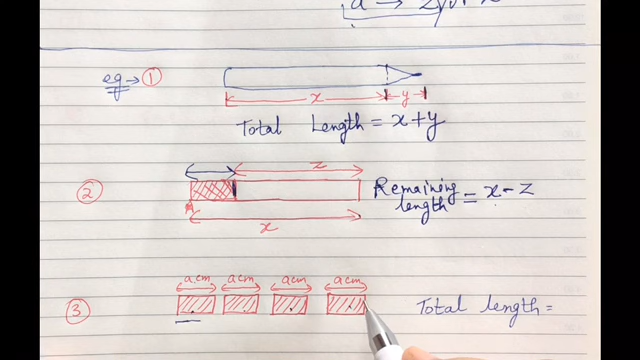 eg → ①
x
y
Total Length = x + y
②
z
x
Remaining length = x - z
③
a cm a cm a cm a cm
Total length =